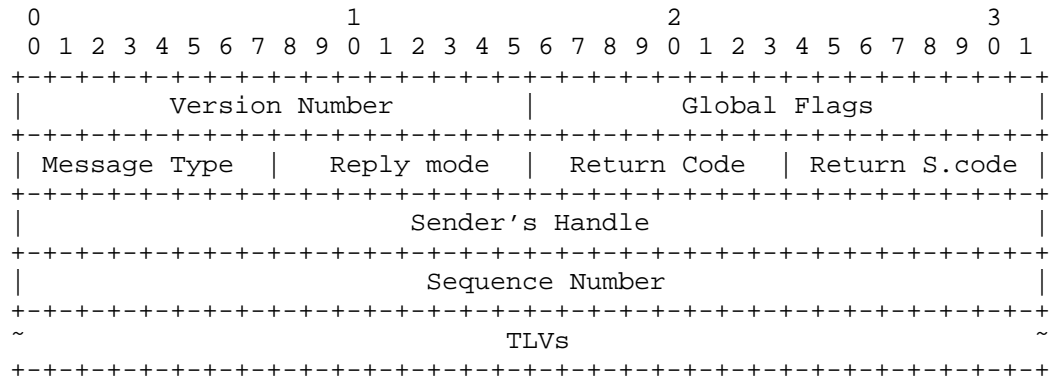 0                   1                   2                   3
 0 1 2 3 4 5 6 7 8 9 0 1 2 3 4 5 6 7 8 9 0 1 2 3 4 5 6 7 8 9 0 1
+-+-+-+-+-+-+-+-+-+-+-+-+-+-+-+-+-+-+-+-+-+-+-+-+-+-+-+-+-+-+-+-+
|         Version Number        |         Global Flags          |
+-+-+-+-+-+-+-+-+-+-+-+-+-+-+-+-+-+-+-+-+-+-+-+-+-+-+-+-+-+-+-+-+
| Message Type  |   Reply mode  |  Return Code  | Return S.code |
+-+-+-+-+-+-+-+-+-+-+-+-+-+-+-+-+-+-+-+-+-+-+-+-+-+-+-+-+-+-+-+-+
|                        Sender’s Handle                        |
+-+-+-+-+-+-+-+-+-+-+-+-+-+-+-+-+-+-+-+-+-+-+-+-+-+-+-+-+-+-+-+-+
|                         Sequence Number                       |
+-+-+-+-+-+-+-+-+-+-+-+-+-+-+-+-+-+-+-+-+-+-+-+-+-+-+-+-+-+-+-+-+
~                              TLVs                             ~
+-+-+-+-+-+-+-+-+-+-+-+-+-+-+-+-+-+-+-+-+-+-+-+-+-+-+-+-+-+-+-+-+